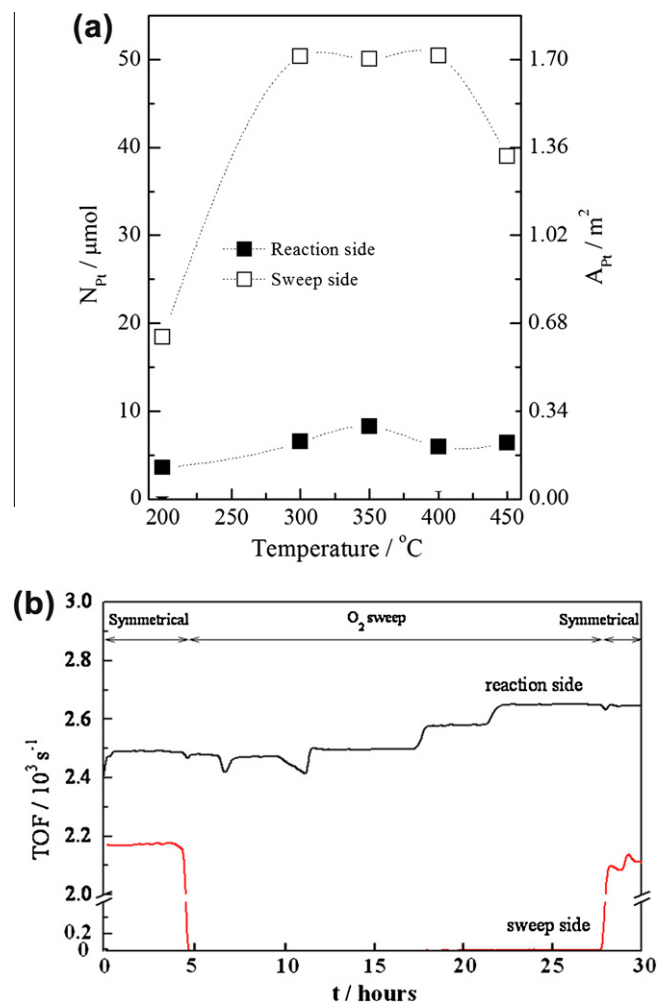 (a)
50
40
30
20
10
0
N_Pt / μmol
1.70
1.36
1.02
0.68
0.34
0.00
A_Pt / m²
Reaction side
Sweep side
200 250 300 350 400 450
Temperature / °C
(b)
3.0
2.8
2.6
2.4
2.2
2.0
0.2
0
TOF / 10³ s⁻¹
Symmetrical O₂ sweep Symmetrical
reaction side
sweep side
0 5 10 15 20 25 30
t / hours